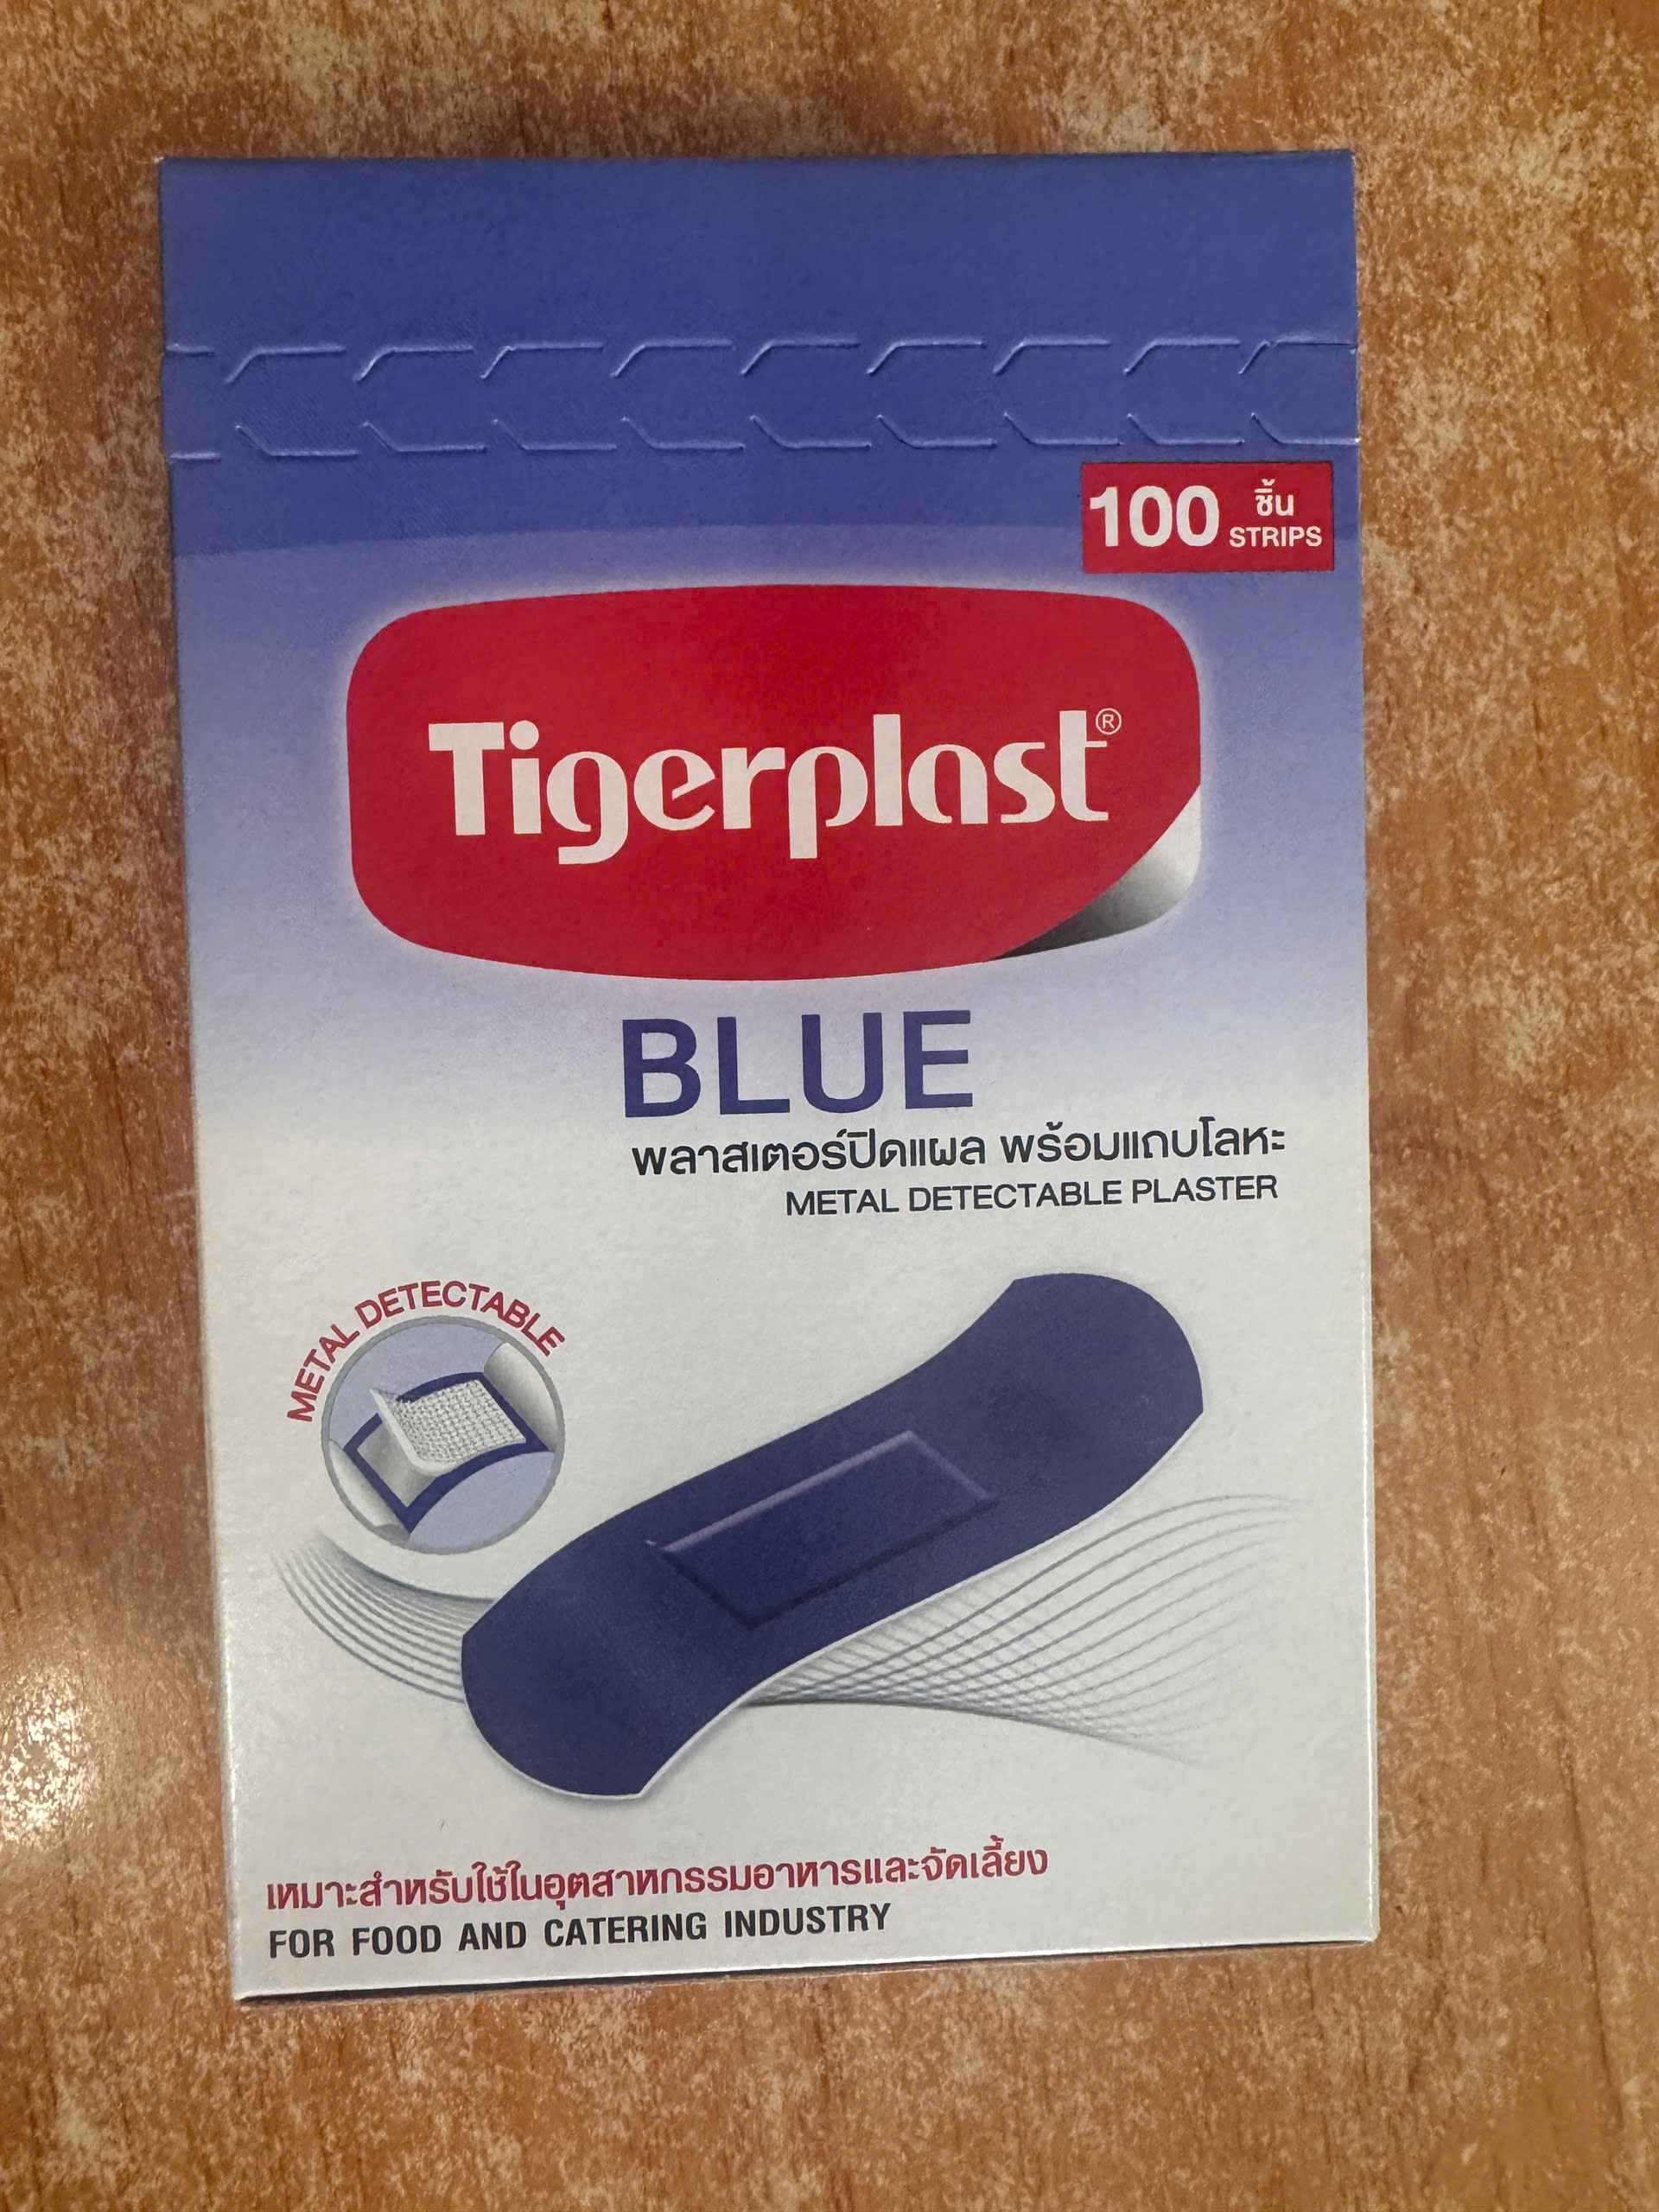 100 ชิ้น
STRIPS
Tigerplast®
BLUE
พลาสเตอร์ปิดแผล พร้อมแถบโลหะ
METAL DETECTABLE PLASTER
METAL DETECTABLE
เหมาะสำหรับใช้ในอุตสาหกรรมอาหารและจัดเลี้ยง
FOR FOOD AND CATERING INDUSTRY